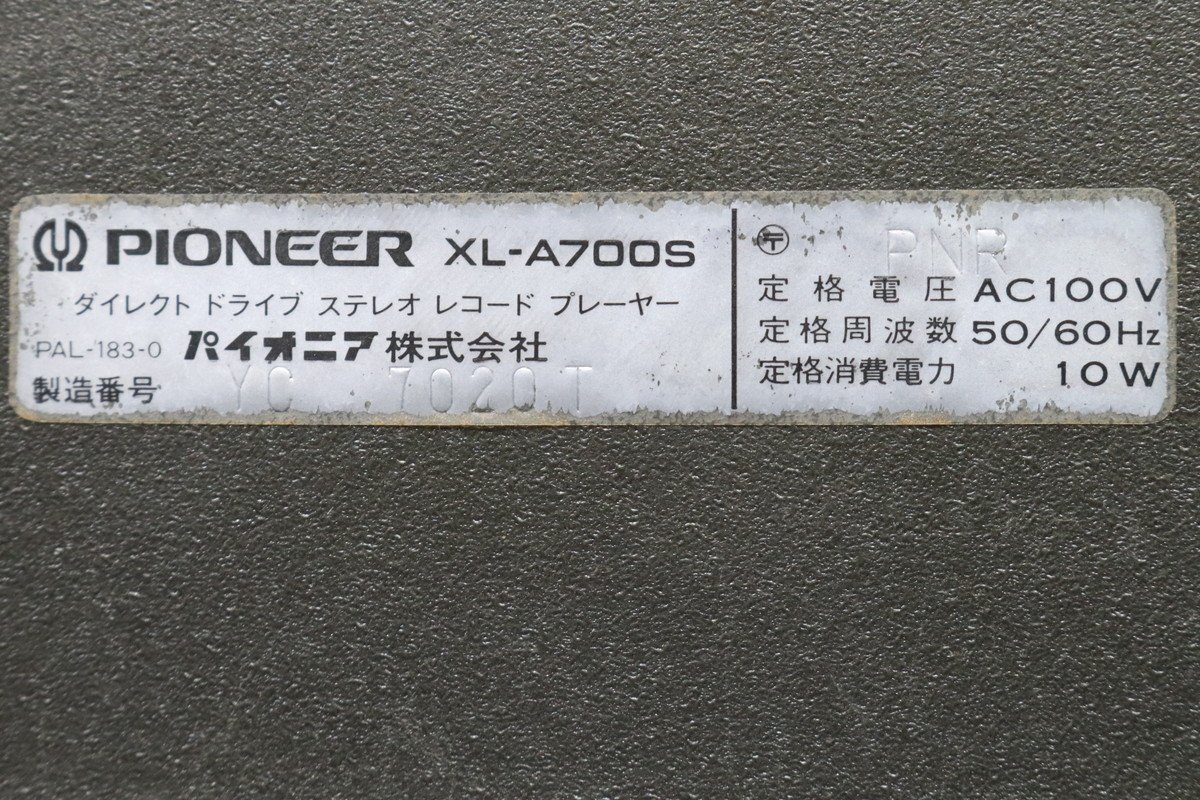 PIONEER XL-A700S
ダイレクト ドライブ ステレオ レコード プレーヤー
PAL-183-0 パイオニア株式会社
製造番号 YC 7020T
〶 PNR
定格電圧 AC100V
定格周波数 50/60Hz
定格消費電力 10W